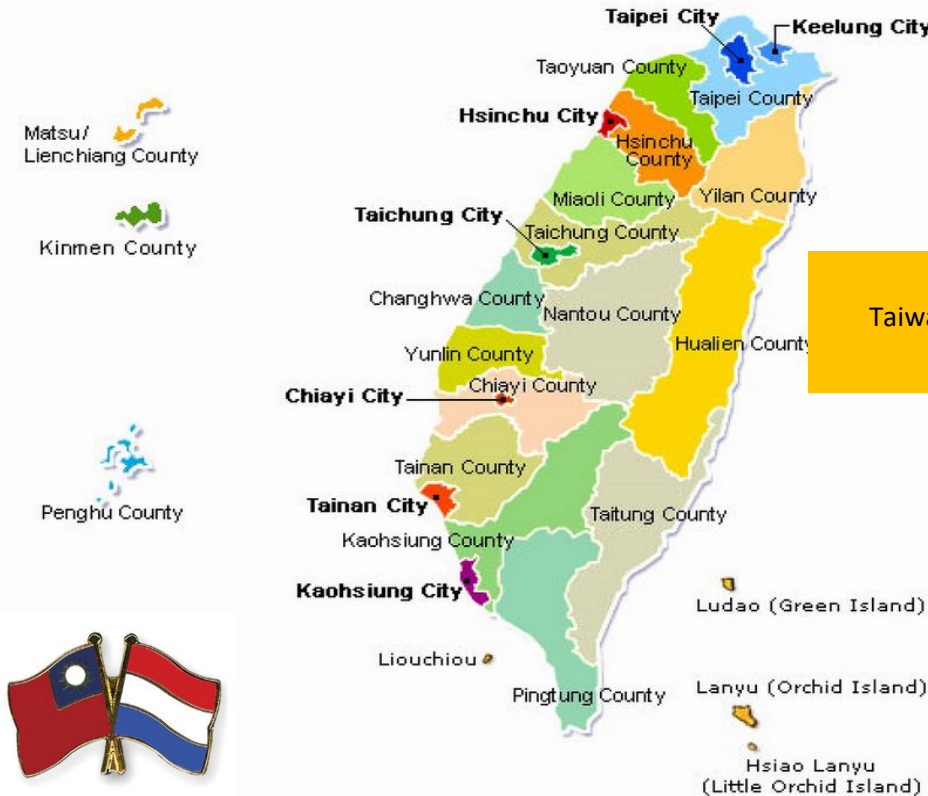 Taipei City
Keelung City
Taoyuan County
Taipei County
Hsinchu City
Hsinchu
County
Matsu/
Lienchiang County
Miaoli County
Yilan County
Taichung City
Taichung County
Kinmen County
Changhwa County
Nantou County
Hualien County
Yunlin County
Chiayi County
Chiayi City
Tainan County
Tainan City
Penghu County
Taitung County
Kaohsiung County
Kaohsiung City
Ludao (Green Island)
Liouchiou
Pingtung County
Lanyu (Orchid Island)
Hsiao Lanyu
(Little Orchid Island)